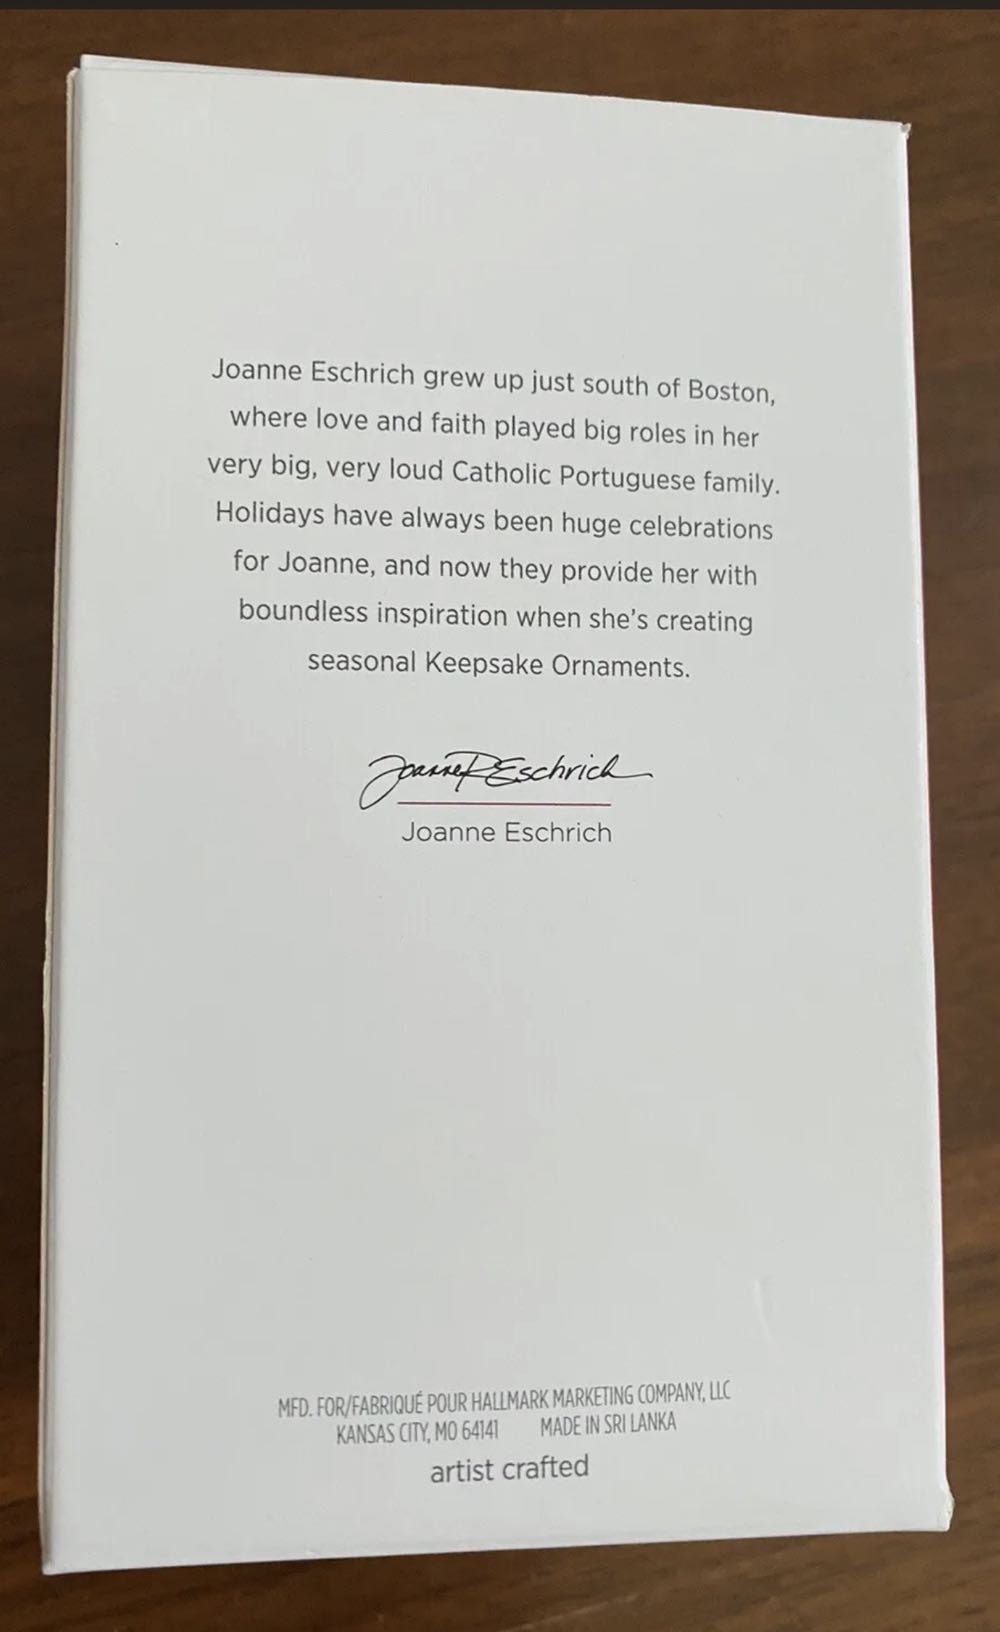 Joanne Eschrich grew up just south of Boston,
where love and faith played big roles in her
very big, very loud Catholic Portuguese family.
Holidays have always been huge celebrations
for Joanne, and now they provide her with
boundless inspiration when she's creating
seasonal Keepsake Ornaments.
Joanne P Eschrich
Joanne Eschrich
MFD. FOR/FABRIQUÉ POUR HALLMARK MARKETING COMPANY, LLC
KANSAS CITY, MO 64141 MADE IN SRI LANKA
artist crafted